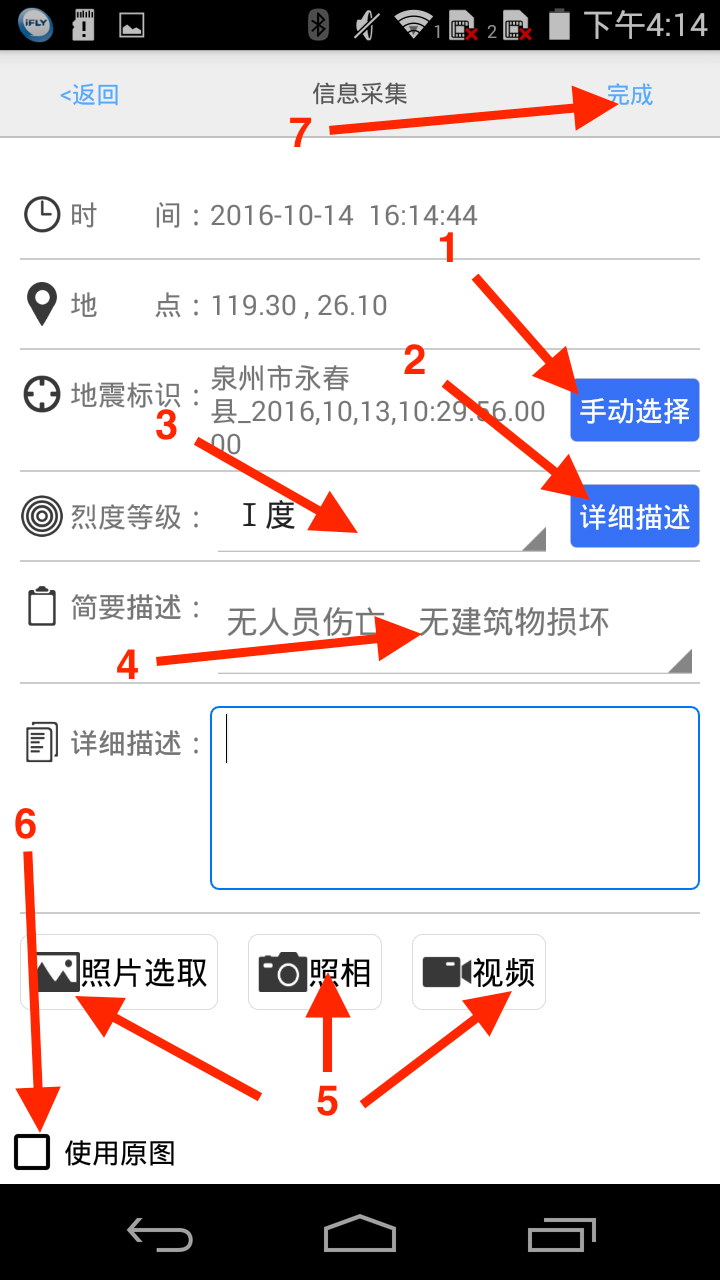 iFLY
1
2
下午4:14
<返回
信息采集
完成
7
时 间：2016-10-14 16:14:44
1
地 点：119.30 , 26.10
2
地震标识：
泉州市永春
县_2016,10,13,10:29:56.00
00
手动选择
3
烈度等级：
I 度
详细描述
简要描述：
无人员伤亡 无建筑物损坏
4
详细描述：
6
照片选取
照相
视频
5
使用原图